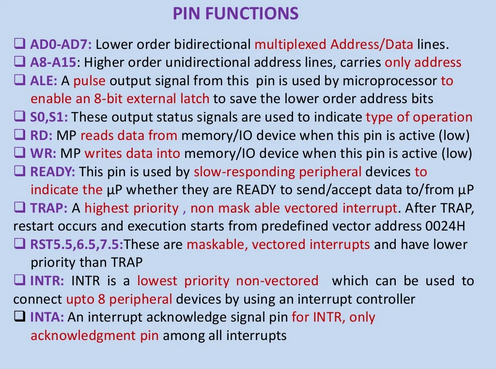 PIN FUNCTIONS
❑ AD0-AD7: Lower order bidirectional multiplexed Address/Data lines.
❑ A8-A15: Higher order unidirectional address lines, carries only address
❑ ALE: A pulse output signal from this pin is used by microprocessor to
enable an 8-bit external latch to save the lower order address bits
❑ S0,S1: These output status signals are used to indicate type of operation
❑ RD: MP reads data from memory/IO device when this pin is active (low)
❑ WR: MP writes data into memory/IO device when this pin is active (low)
❑ READY: This pin is used by slow-responping peripheral devices to
indicate the μP whether they are READY to send/accept data to/from μP
❑ TRAP: A highest priority , non mask able vectored interrupt. After TRAP,
restart occurs and execution starts from predefined vector address 0024H
❑ RST5.5,6.5,7.5:These are maskable, vectored interrupts and have lower
priority than TRAP
❑ INTR: INTR is a lowest priority non-vectored which can be used to
connect upto 8 peripheral devices by using an interrupt controller
❑ INTA: An interrupt acknowledge signal pin for INTR, only
acknowledgment pin among all interrupts